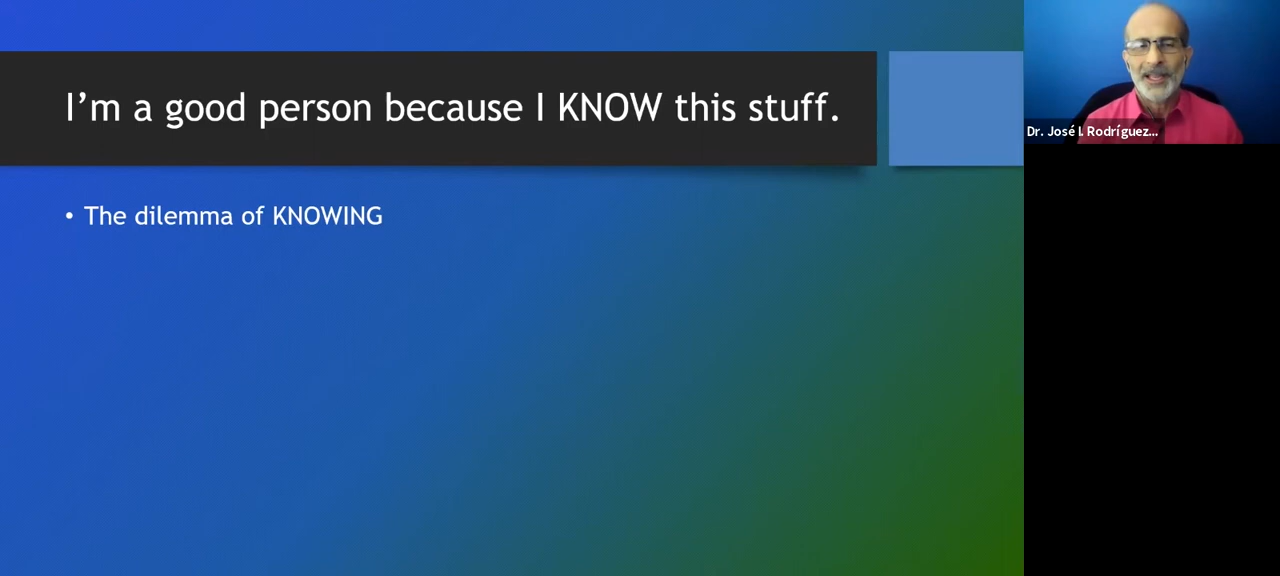 I’m a good person because I KNOW this stuff.
• The dilemma of KNOWING
Dr. José I. Rodríguez...